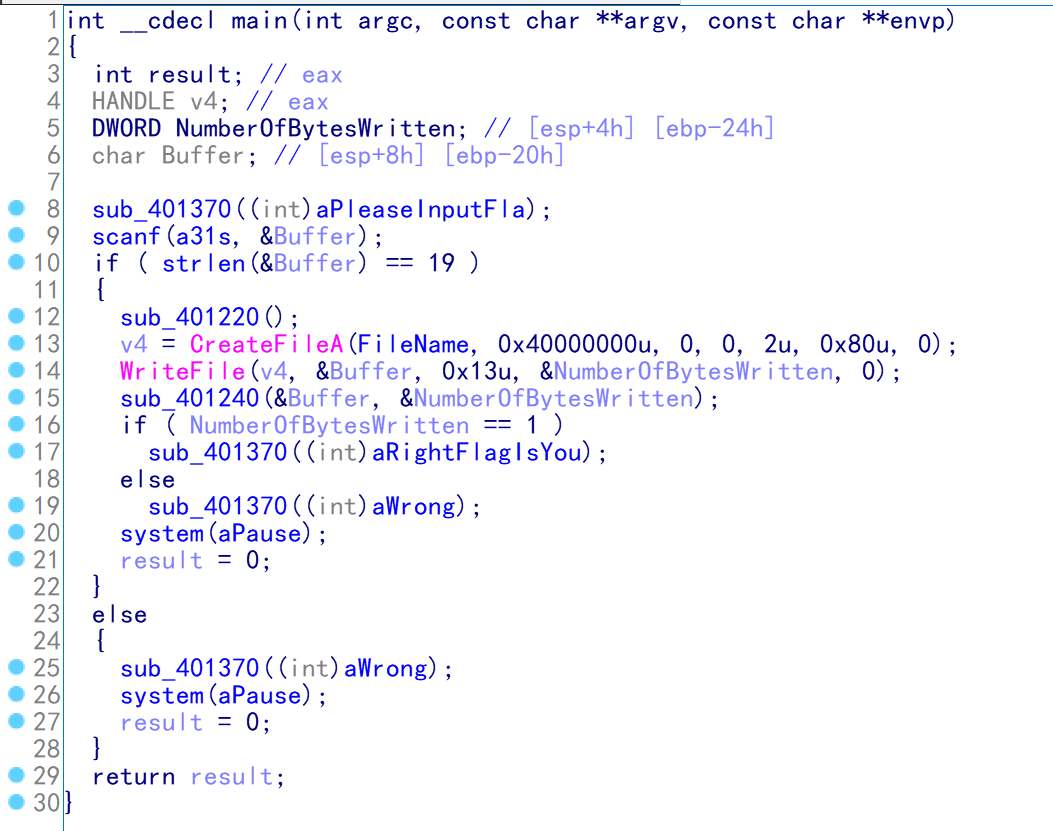 1 int __cdecl main(int argc, const char **argv, const char **envp)
2 {
3   int result; // eax
4   HANDLE v4; // eax
5   DWORD NumberOfBytesWritten; // [esp+4h] [ebp-24h]
6   char Buffer; // [esp+8h] [ebp-20h]
7
8   sub_401370((int)aPleaseInputFla);
9   scanf(a31s, &Buffer);
10   if ( strlen(&Buffer) == 19 )
11   {
12     sub_401220();
13     v4 = CreateFileA(FileName, 0x40000000u, 0, 0, 2u, 0x80u, 0);
14     WriteFile(v4, &Buffer, 0x13u, &NumberOfBytesWritten, 0);
15     sub_401240(&Buffer, &NumberOfBytesWritten);
16     if ( NumberOfBytesWritten == 1 )
17       sub_401370((int)aRightFlagIsYou);
18     else
19       sub_401370((int)aWrong);
20     system(aPause);
21     result = 0;
22   }
23   else
24   {
25     sub_401370((int)aWrong);
26     system(aPause);
27     result = 0;
28   }
29   return result;
30 }